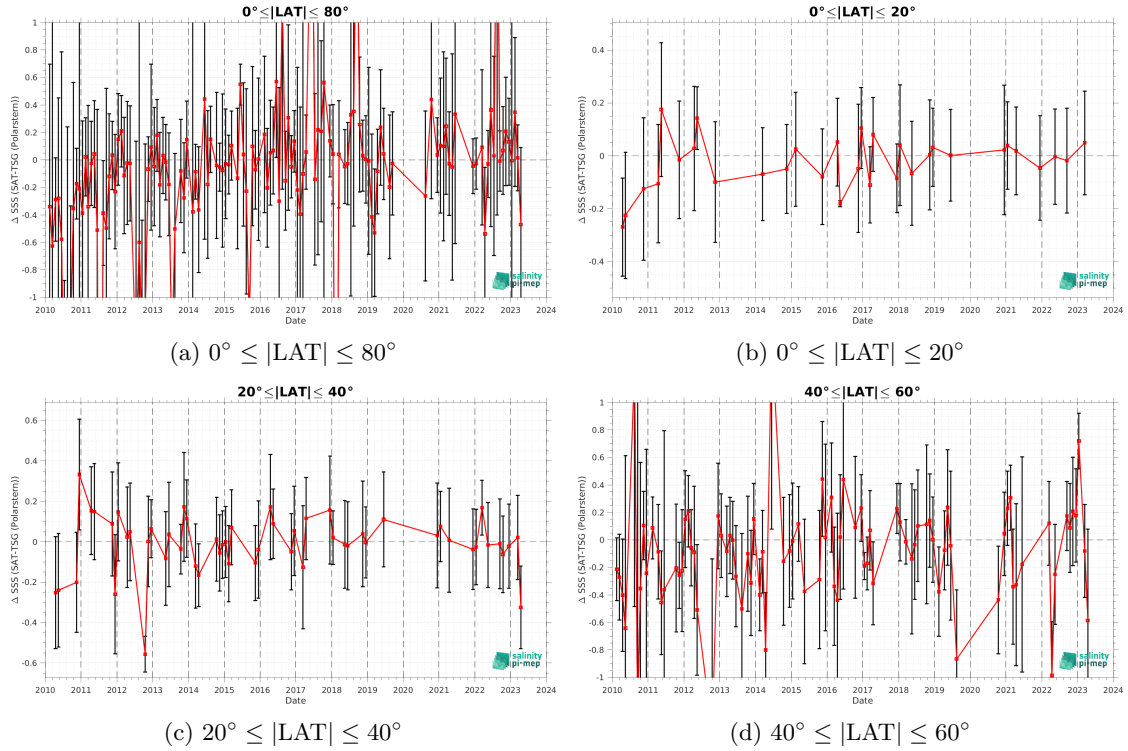 0°≤|LAT|≤ 80°
Δ SSS (SAT-TSG (Polarstern))
1
0.8
0.6
0.4
0.2
0
-0.2
-0.4
-0.6
-0.8
-1
2010 2011 2012 2013 2014 2015 2016 2017 2018 2019 2020 2021 2022 2023 2024
Date
salinity
pi-mep
(a) 0° ≤ |LAT| ≤ 80°
0°≤|LAT|≤ 20°
Δ SSS (SAT-TSG (Polarstern))
0.4
0.2
0
-0.2
-0.4
2010 2011 2012 2013 2014 2015 2016 2017 2018 2019 2020 2021 2022 2023 2024
Date
salinity
pi-mep
(b) 0° ≤ |LAT| ≤ 20°
20°≤|LAT|≤ 40°
Δ SSS (SAT-TSG (Polarstern))
0.6
0.4
0.2
0
-0.2
-0.4
-0.6
2010 2011 2012 2013 2014 2015 2016 2017 2018 2019 2020 2021 2022 2023 2024
Date
salinity
pi-mep
(c) 20° ≤ |LAT| ≤ 40°
40°≤|LAT|≤ 60°
Δ SSS (SAT-TSG (Polarstern))
1
0.8
0.6
0.4
0.2
0
-0.2
-0.4
-0.6
-0.8
-1
2010 2011 2012 2013 2014 2015 2016 2017 2018 2019 2020 2021 2022 2023 2024
Date
salinity
pi-mep
(d) 40° ≤ |LAT| ≤ 60°